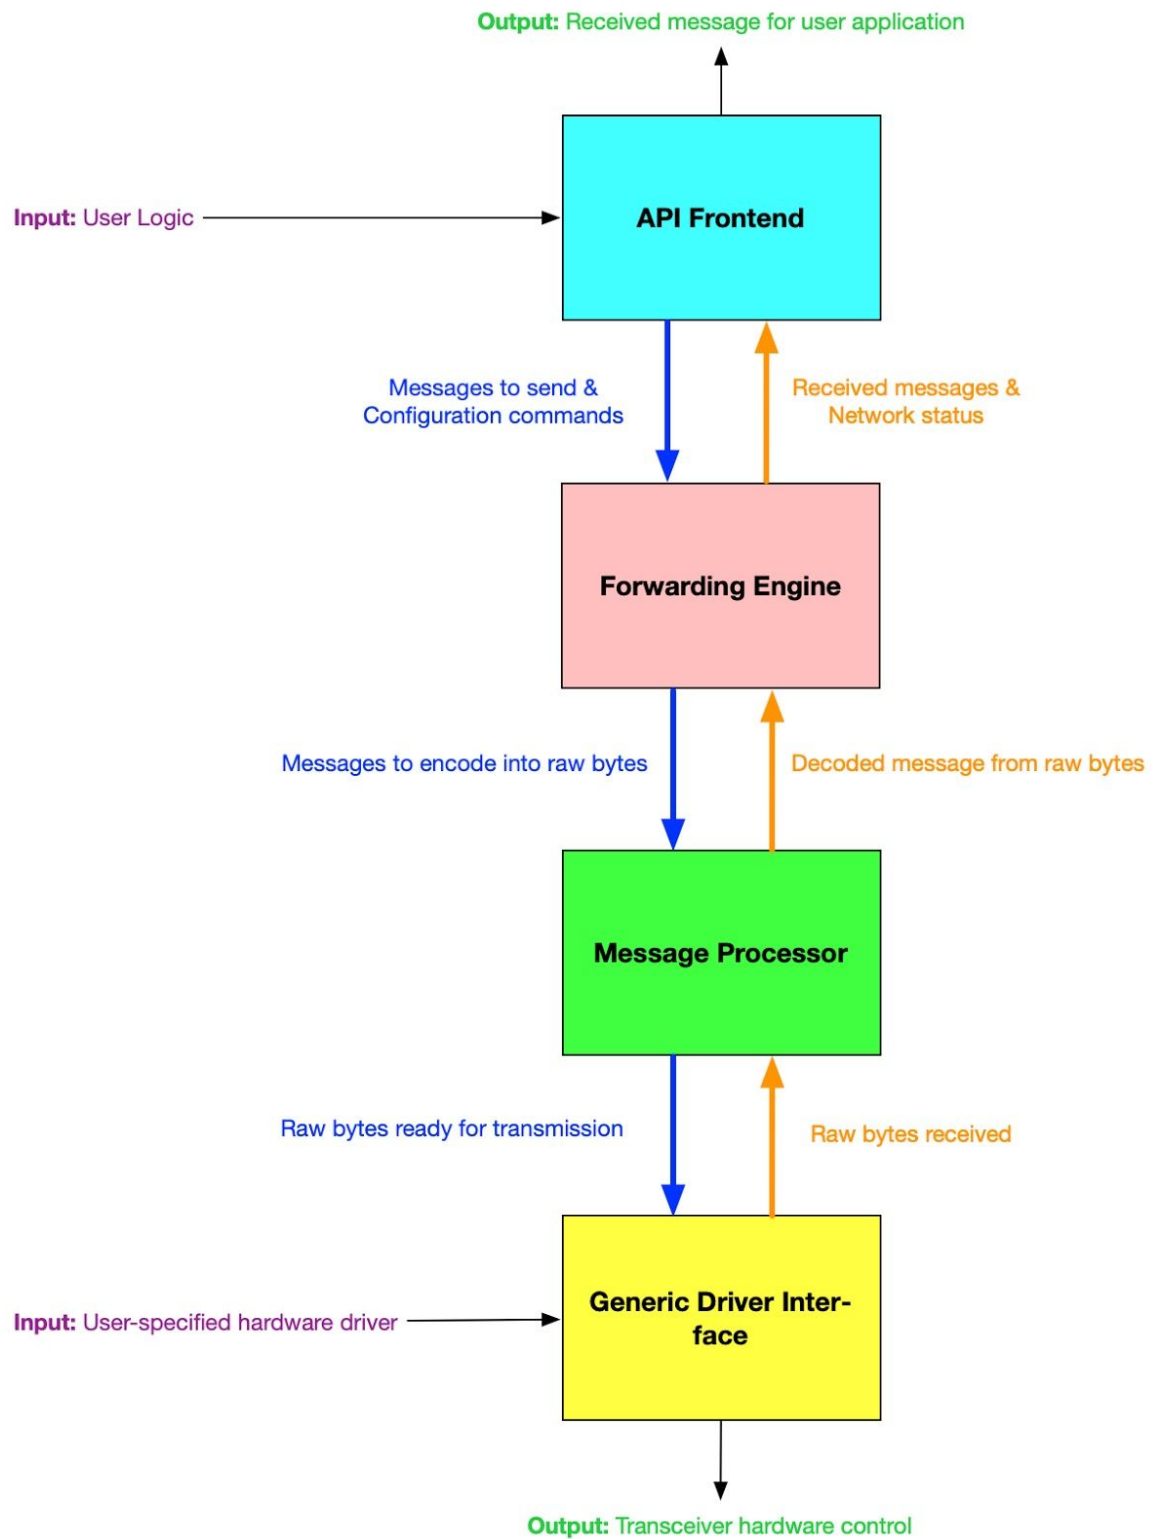 Output: Received message for user application
API Frontend
Input: User Logic
Messages to send &
Configuration commands
Received messages &
Network status
Forwarding Engine
Messages to encode into raw bytes
Decoded message from raw bytes
Message Processor
Raw bytes ready for transmission
Raw bytes received
Generic Driver Inter-
face
Input: User-specified hardware driver
Output: Transceiver hardware control